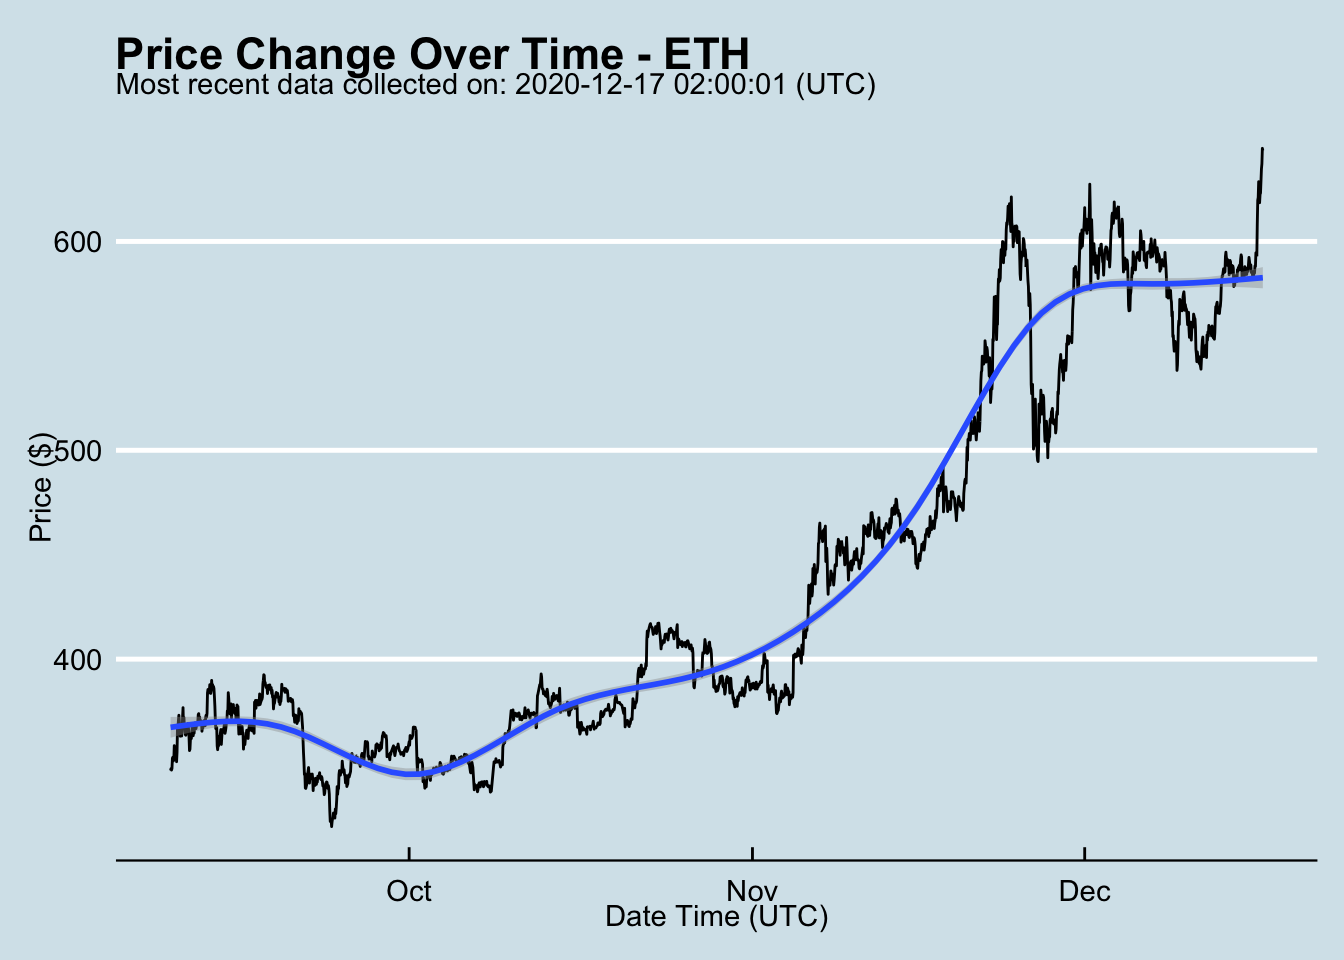 Price Change Over Time - ETH
Most recent data collected on: 2020-12-17 02:00:01 (UTC)
600
500
400
Price ($)
Oct
Nov
Dec
Date Time (UTC)